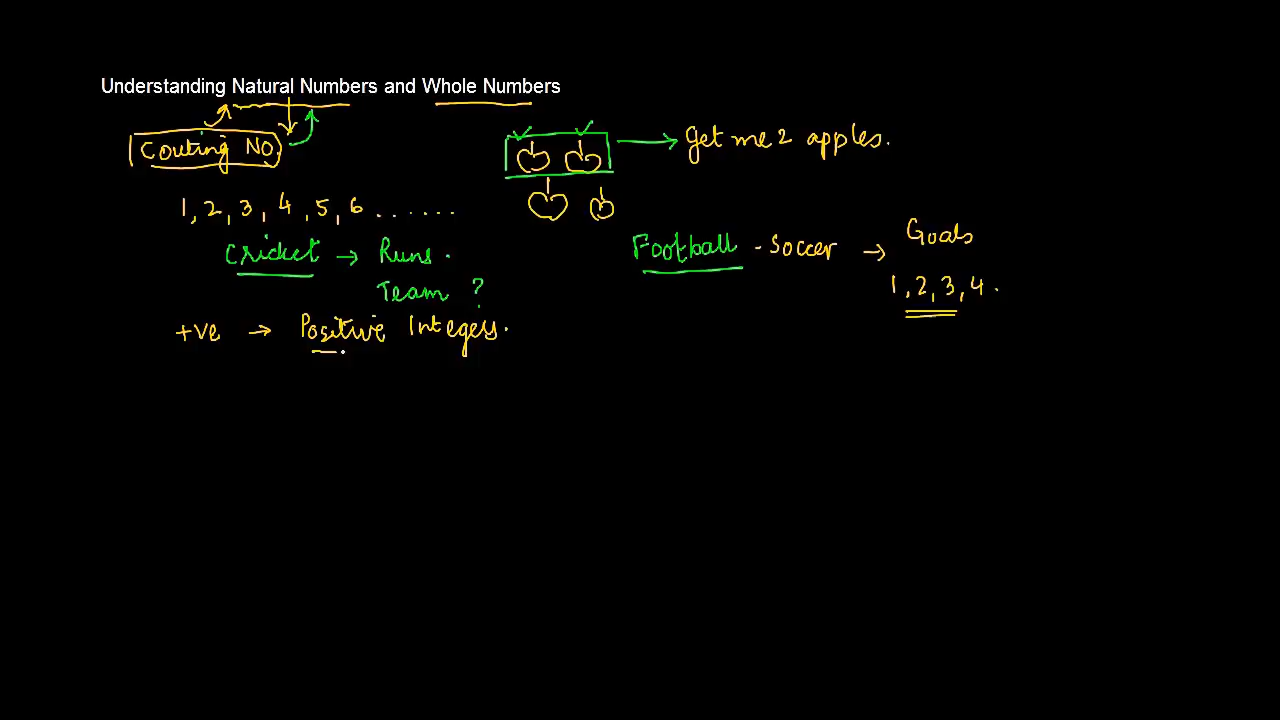 Understanding Natural Numbers and Whole Numbers
Couting No
get me 2 apples.
1, 2, 3, 4, 5, 6 . . . . . .
Cricket → Runs.
Football - Soccer → Goals
1, 2, 3, 4.
Team ?
+ve → Positive Integers.